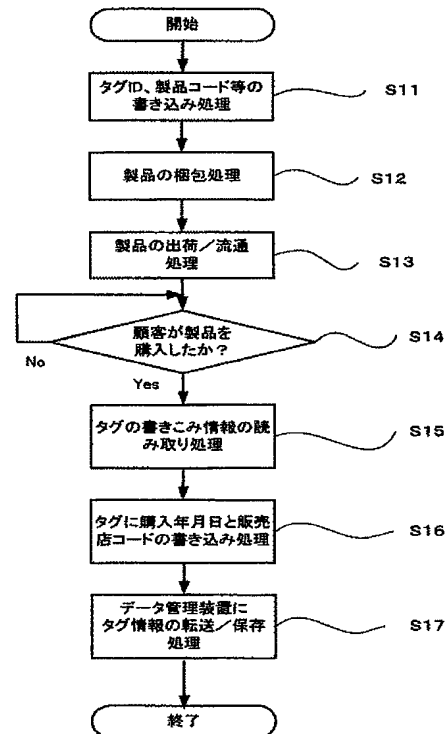 開始
タグID、製品コード等の
書き込み処理
S11
製品の梱包処理
S12
製品の出荷／流通
処理
S13
顧客が製品を
購入したか？
S14
No
Yes
タグの書きこみ情報の読
み取り処理
S15
タグに購入年月日と販売
店コードの書き込み処理
S16
データ管理装置に
タグ情報の転送／保存
処理
S17
終了